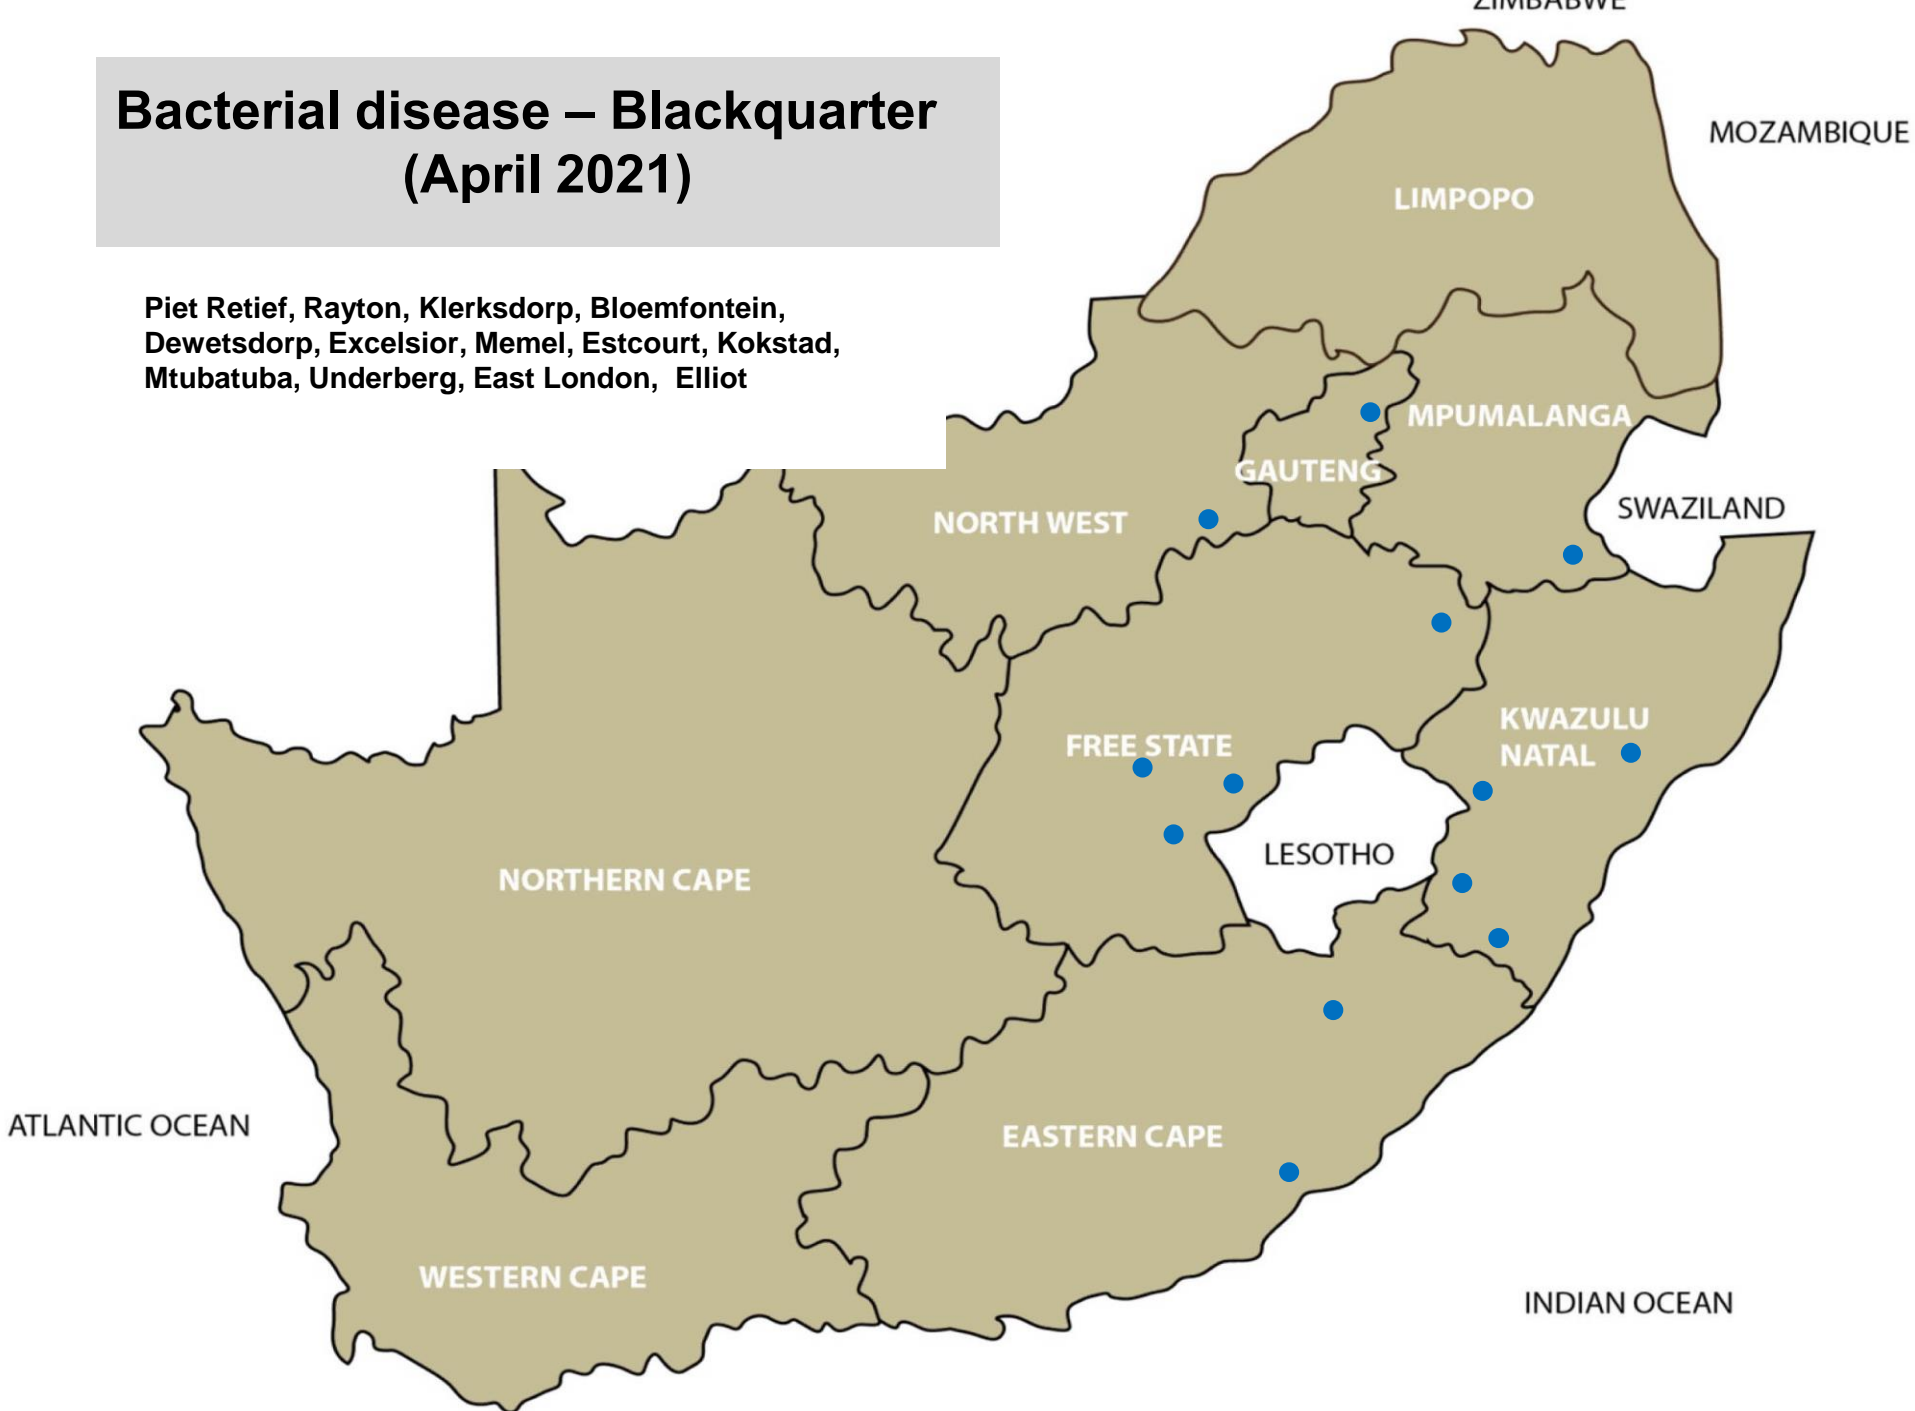 ZIMBABWE
Bacterial disease – Blackquarter
(April 2021)
MOZAMBIQUE
LIMPOPO
Piet Retief, Rayton, Klerksdorp, Bloemfontein,
Dewetsdorp, Excelsior, Memel, Estcourt, Kokstad,
Mtubatuba, Underberg, East London,  Elliot
MPUMALANGA
GAUTENG
NORTH WEST
SWAZILAND
KWAZULU
NATAL
FREE STATE
LESOTHO
NORTHERN CAPE
ATLANTIC OCEAN
EASTERN CAPE
WESTERN CAPE
INDIAN OCEAN